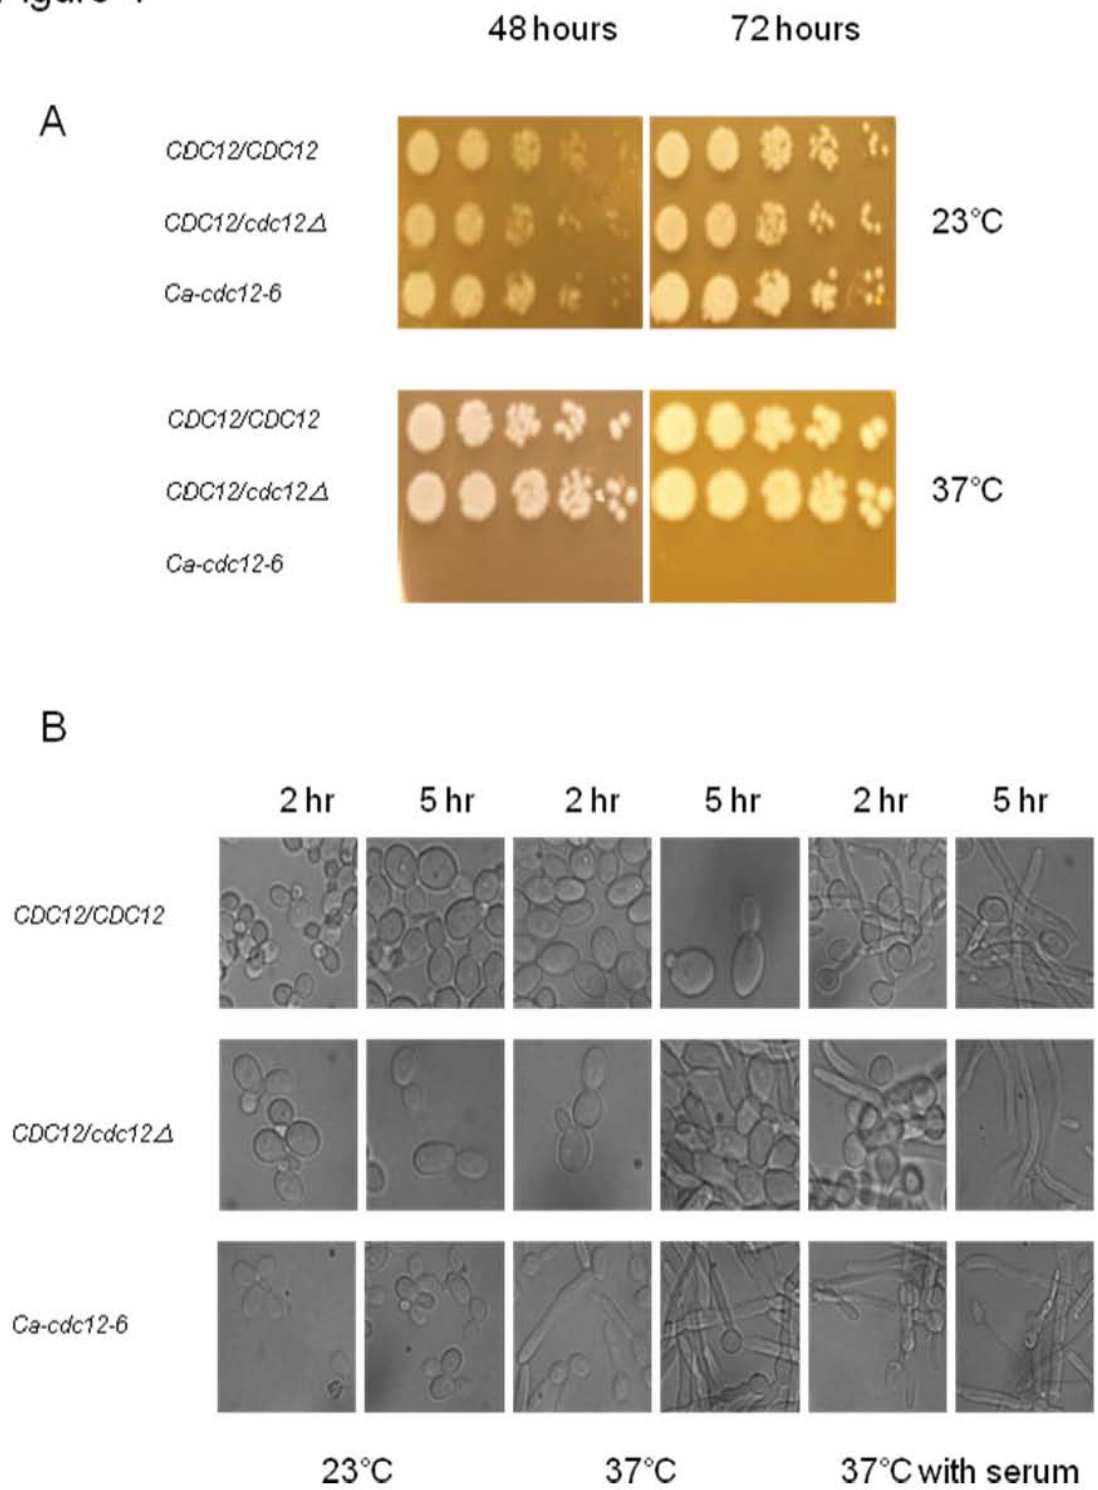 48 hours 72 hours
A
CDC12/CDC12
CDC12/cdc12Δ
23°C
Ca-cdc12-6
CDC12/CDC12
CDC12/cdc12Δ
37°C
Ca-cdc12-6
B
2 hr 5 hr 2 hr 5 hr 2 hr 5 hr
CDC12/CDC12
CDC12/cdc12Δ
Ca-cdc12-6
23°C 37°C 37°C with serum